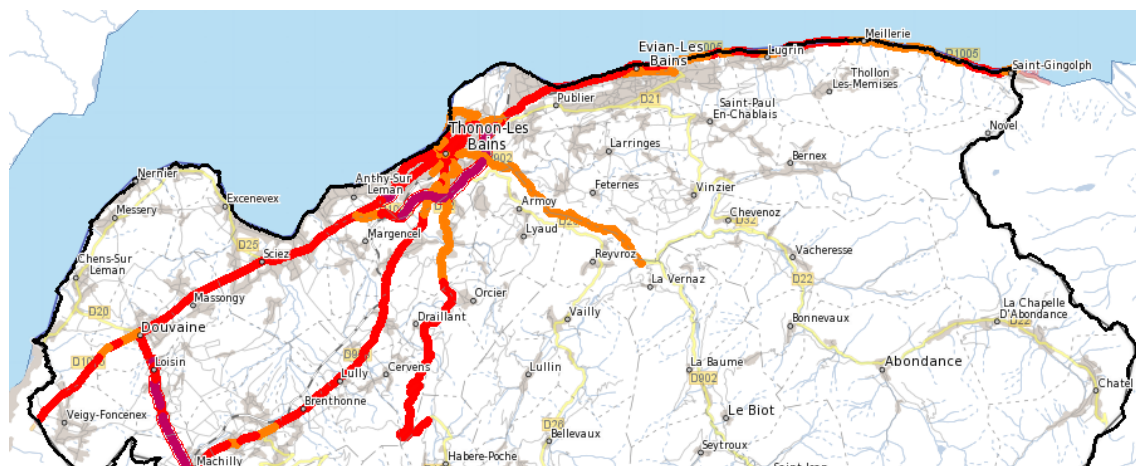 Evian-Les
Bains
Lugrin
Meillerie
D1005
Saint-Gingolph
Publier
D21
Thollon
Les-Memises
Saint-Paul
En-Chablais
Novel
Thonon-Les
Bains
Larringes
Bernex
Nernier
Anthy-Sur
Leman
Feternes
Vinzier
Excenevex
Messery
Armoy
Chevenoz
D32
Lyaud
Margencel
D25
Sciez
Reyvroz
Vacheresse
Chens-Sur
Leman
La Vernaz
D22
Massongy
Orcier
La Chapelle
D'Abondance
D22
D20
Vailly
Draillant
Bonnevaux
Douvaine
Loisin
Lully
Cervens
Lullin
La Baume
D902
Abondance
Chatel
Veigy-Foncenex
Brenthonne
Le Biot
D26
Bellevaux
Seytroux
Machilly
Habere-Poche